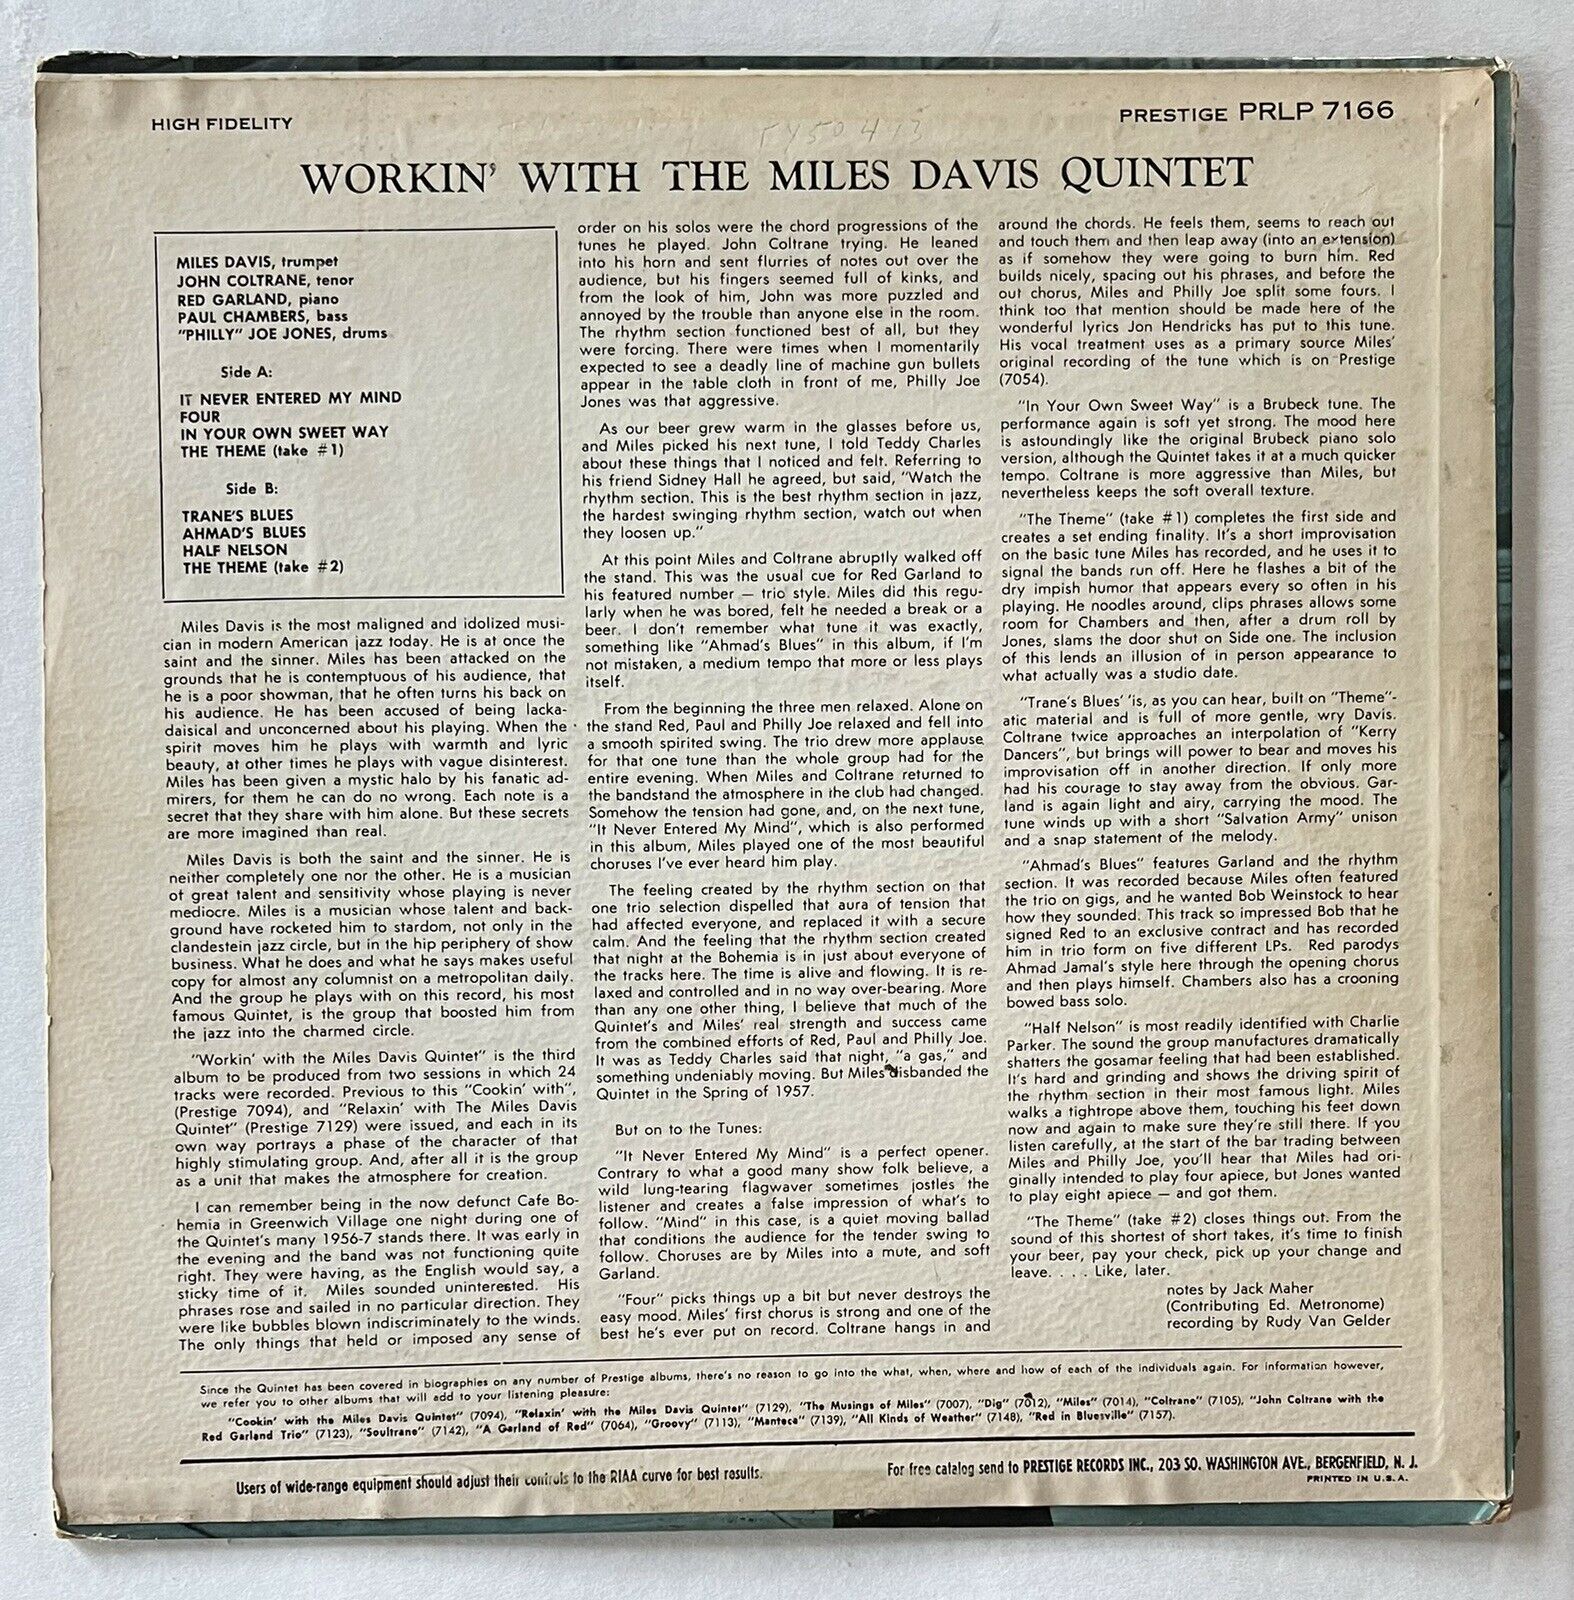 HIGH FIDELITY
PRESTIGE PRLP 7166
WORKIN' WITH THE MILES DAVIS QUINTET
MILES DAVIS, trumpet
JOHN COLTRANE, tenor
RED GARLAND, piano
PAUL CHAMBERS, bass
"PHILLY" JOE JONES, drums
Side A:
IT NEVER ENTERED MY MIND
FOUR
IN YOUR OWN SWEET WAY
THE THEME (take #1)
Side B:
TRANE'S BLUES
AHMAD'S BLUES
HALF NELSON
THE THEME (take #2)
Miles Davis is the most maligned and idolized musi-
cian in modern American jazz today. He is at once the
saint and the sinner. Miles has been attacked on the
grounds that he is contemptuous of his audience, that
he is a poor showman, that he often turns his back on
his audience. He has been accused of being lacka-
daisical and unconcerned about his playing. When the
spirit moves him he plays with warmth and lyric
beauty, at other times he plays with vague disinterest.
Miles has been given a mystic halo by his fanatic ad-
mirers, for them he can do no wrong. Each note is a
secret that they share with him alone. But these secrets
are more imagined than real.
Miles Davis is both the saint and the sinner. He is
neither completely one nor the other. He is a musician
of great talent and sensitivity whose playing is never
mediocre. Miles is a musician whose talent and back-
ground have rocketed him to stardom, not only in the
clandestein jazz circle, but in the hip periphery of show
business. What he does and what he says makes useful
copy for almost any columnist on a metropolitan daily.
And the group he plays with on this record, his most
famous Quintet, is the group that boosted him from
the jazz into the charmed circle.
"Workin' with the Miles Davis Quintet" is the third
album to be produced from two sessions in which 24
tracks were recorded. Previous to this "Cookin' with",
(Prestige 7094), and "Relaxin' with The Miles Davis
Quintet" (Prestige 7129) were issued, and each in its
own way portrays a phase of the character of that
highly stimulating group. And, after all it is the group
as a unit that makes the atmosphere for creation.
I can remember being in the now defunct Cafe Bo-
hemia in Greenwich Village one night during one of
the Quintet's many 1956-7 stands there. It was early in
the evening and the band was not functioning quite
right. They were having, as the English would say, a
sticky time of it. Miles sounded uninterested. His
phrases rose and sailed in no particular direction. They
were like bubbles blown indiscriminately to the winds.
The only things that held or imposed any sense of
order on his solos were the chord progressions of the
tunes he played. John Coltrane trying. He leaned
into his horn and sent flurries of notes out over the
audience, but his fingers seemed full of kinks, and
from the look of him, John was more puzzled and
annoyed by the trouble than anyone else in the room.
The rhythm section functioned best of all, but they
were forcing. There were times when I momentarily
expected to see a deadly line of machine gun bullets
appear in the table cloth in front of me, Philly Joe
Jones was that aggressive.
As our beer grew warm in the glasses before us,
and Miles picked his next tune, I told Teddy Charles
about these things that I noticed and felt. Referring to
his friend Sidney Hall he agreed, but said, "Watch the
rhythm section. This is the best rhythm section in jazz,
the hardest swinging rhythm section, watch out when
they loosen up."
At this point Miles and Coltrane abruptly walked off
the stand. This was the usual cue for Red Garland to
his featured number — trio style. Miles did this regu-
larly when he was bored, felt he needed a break or a
beer. I don't remember what tune it was exactly,
something like "Ahmad's Blues" in this album, if I'm
not mistaken, a medium tempo that more or less plays
itself.
From the beginning the three men relaxed. Alone on
the stand Red, Paul and Philly Joe relaxed and fell into
a smooth spirited swing. The trio drew more applause
for that one tune than the whole group had for the
entire evening. When Miles and Coltrane returned to
the bandstand the atmosphere in the club had changed.
Somehow the tension had gone, and, on the next tune,
"It Never Entered My Mind", which is also performed
in this album, Miles played one of the most beautiful
choruses I've ever heard him play.
The feeling created by the rhythm section on that
one trio selection dispelled that aura of tension that
had affected everyone, and replaced it with a secure
calm. And the feeling that the rhythm section created
that night at the Bohemia is in just about everyone of
the tracks here. The time is alive and flowing. It is re-
laxed and controlled and in no way over-bearing. More
than any one other thing, I believe that much of the
Quintet's and Miles' real strength and success came
from the combined efforts of Red, Paul and Philly Joe.
It was as Teddy Charles said that night, "a gas," and
something undeniably moving. But Miles disbanded the
Quintet in the Spring of 1957.
But on to the Tunes:
"It Never Entered My Mind" is a perfect opener.
Contrary to what a good many show folk believe, a
wild lung-tearing flagwaver sometimes jostles the
listener and creates a false impression of what's to
follow. "Mind" in this case, is a quiet moving ballad
that conditions the audience for the tender swing to
follow. Choruses are by Miles into a mute, and soft
Garland.
"Four" picks things up a bit but never destroys the
easy mood. Miles' first chorus is strong and one of the
best he's ever put on record. Coltrane hangs in and
around the chords. He feels them, seems to reach out
and touch them and then leap away (into an extension)
as if somehow they were going to burn him. Red
builds nicely, spacing out his phrases, and before the
out chorus, Miles and Philly Joe split some fours. I
think too that mention should be made here of the
wonderful lyrics Jon Hendricks has put to this tune.
His vocal treatment uses as a primary source Miles'
original recording of the tune which is on Prestige
(7054).
"In Your Own Sweet Way" is a Brubeck tune. The
performance again is soft yet strong. The mood here
is astoundingly like the original Brubeck piano solo
version, although the Quintet takes it at a much quicker
tempo. Coltrane is more aggressive than Miles, but
nevertheless keeps the soft overall texture.
"The Theme" (take #1) completes the first side and
creates a set ending finality. It's a short improvisation
on the basic tune Miles has recorded, and he uses it to
signal the bands run off. Here he flashes a bit of the
dry impish humor that appears every so often in his
playing. He noodles around, clips phrases allows some
room for Chambers and then, after a drum roll by
Jones, slams the door shut on Side one. The inclusion
of this lends an illusion of in person appearance to
what actually was a studio date.
"Trane's Blues' 'is, as you can hear, built on "Theme"-
atic material and is full of more gentle, wry Davis.
Coltrane twice approaches an interpolation of "Kerry
Dancers", but brings will power to bear and moves his
improvisation off in another direction. If only more
had his courage to stay away from the obvious. Gar-
land is again light and airy, carrying the mood. The
tune winds up with a short "Salvation Army" unison
and a snap statement of the melody.
"Ahmad's Blues" features Garland and the rhythm
section. It was recorded because Miles often featured
the trio on gigs, and he wanted Bob Weinstock to hear
how they sounded. This track so impressed Bob that he
signed Red to an exclusive contract and has recorded
him in trio form on five different LPs. Red parodys
Ahmad Jamal's style here through the opening chorus
and then plays himself. Chambers also has a crooning
bowed bass solo.
"Half Nelson" is most readily identified with Charlie
Parker. The sound the group manufactures dramatically
shatters the gosamar feeling that had been established.
It's hard and grinding and shows the driving spirit of
the rhythm section in their most famous light. Miles
walks a tightrope above them, touching his feet down
now and again to make sure they're still there. If you
listen carefully, at the start of the bar trading between
Miles and Philly Joe, you'll hear that Miles had ori-
ginally intended to play four apiece, but Jones wanted
to play eight apiece — and got them.
"The Theme" (take #2) closes things out. From the
sound of this shortest of short takes, it's time to finish
your beer, pay your check, pick up your change and
leave. . . . Like, later.
notes by Jack Maher
(Contributing Ed. Metronome)
recording by Rudy Van Gelder
Since the Quintet has been covered in biographies on any number of Prestige albums, there's no reason to go into the what, when, where and how of each of the individuals again. For information however,
we refer you to other albums that will add to your listening pleasure:
"Cookin' with the Miles Davis Quintet" (7094), "Relaxin' with the Miles Davis Quintet" (7129), "The Musings of Miles" (7007), "Dig" (7012), "Miles" (7014), "Coltrane" (7105), "John Coltrane with the
Red Garland Trio" (7123), "Soultrane" (7142), "A Garland of Red" (7064), "Groovy" (7113), "Manteca" (7139), "All Kinds of Weather" (7148), "Red in Bluesville" (7157).
Users of wide-range equipment should adjust their controls to the RIAA curve for best results.
For free catalog send to PRESTIGE RECORDS INC., 203 SO. WASHINGTON AVE., BERGENFIELD, N. J.
PRINTED IN U.S.A.